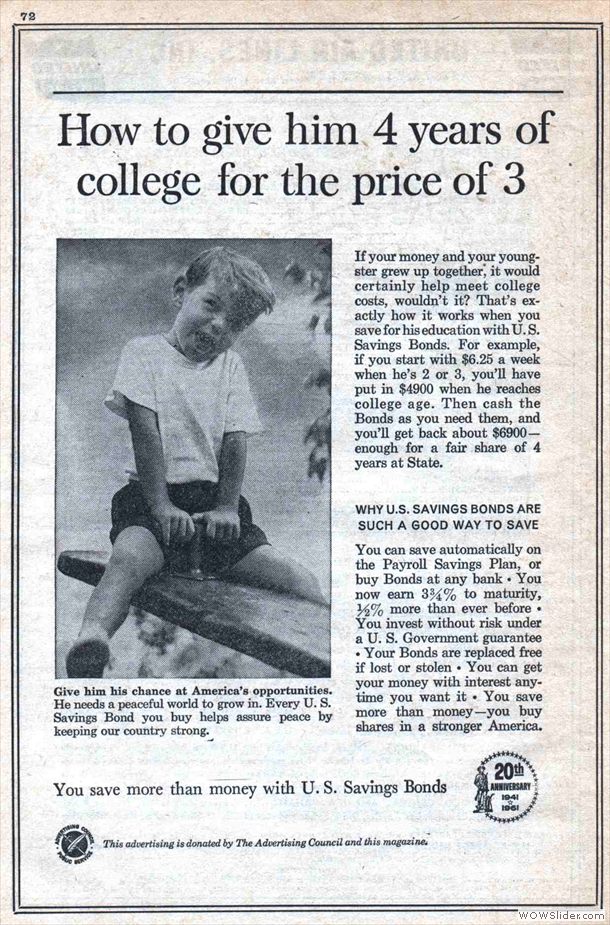 72
How to give him 4 years of
college for the price of 3
If your money and your young-
ster grew up together, it would
certainly help meet college
costs, wouldn't it? That's ex-
actly how it works when you
save for his education with U. S.
Savings Bonds. For example,
if you start with $6.25 a week
when he's 2 or 3, you'll have
put in $4900 when he reaches
college age. Then cash the
Bonds as you need them, and
you'll get back about $6900—
enough for a fair share of 4
years at State.
WHY U.S. SAVINGS BONDS ARE
SUCH A GOOD WAY TO SAVE
You can save automatically on
the Payroll Savings Plan, or
buy Bonds at any bank • You
now earn 3¾% to maturity,
½% more than ever before •
You invest without risk under
a U. S. Government guarantee
• Your Bonds are replaced free
if lost or stolen • You can get
your money with interest any-
time you want it • You save
more than money—you buy
shares in a stronger America.
Give him his chance at America's opportunities.
He needs a peaceful world to grow in. Every U. S.
Savings Bond you buy helps assure peace by
keeping our country strong.
You save more than money with U. S. Savings Bonds
20th
ANNIVERSARY
1941
1961
ADVERTISING COUNCIL
PUBLIC SERVICE
This advertising is donated by The Advertising Council and this magazine.
WOWSlider.com